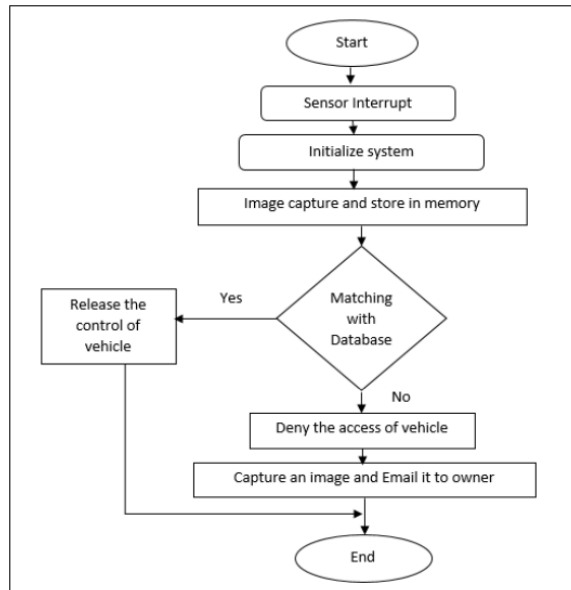 Start
Sensor Interrupt
Initialize system
Image capture and store in memory
Matching
with
Database
Yes
Release the
control of
vehicle
No
Deny the access of vehicle
Capture an image and Email it to owner
End